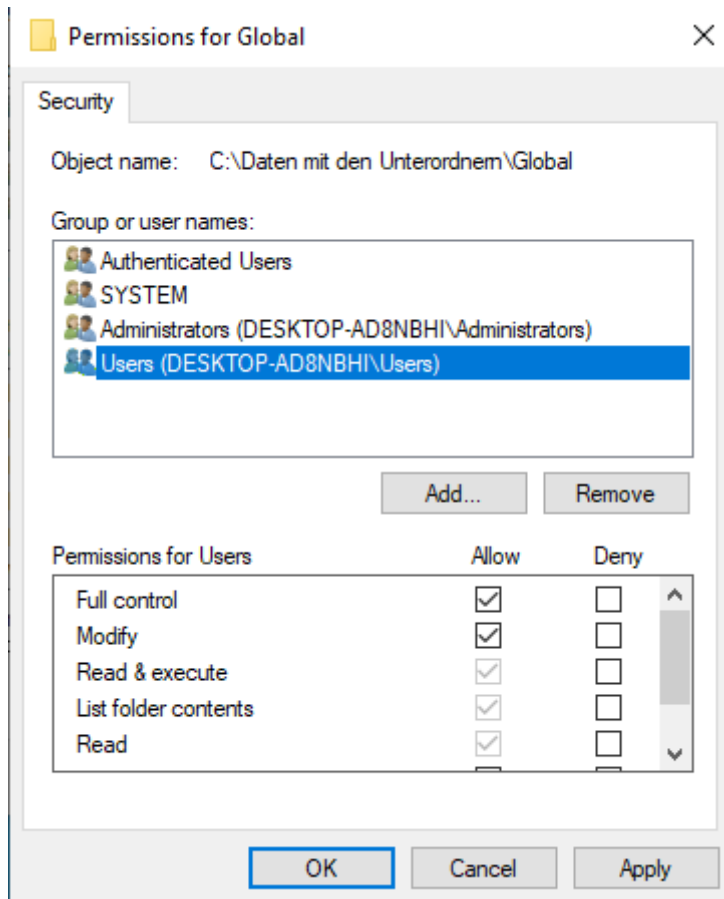 Permissions for Global
Security
Object name: C:\Daten mit den Unterordnern\Global
Group or user names:
Authenticated Users
SYSTEM
Administrators (DESKTOP-AD8NBHI\Administrators)
Users (DESKTOP-AD8NBHI\Users)
Add... Remove
Permissions for Users Allow Deny
Full control
Modify
Read & execute
List folder contents
Read
OK Cancel Apply